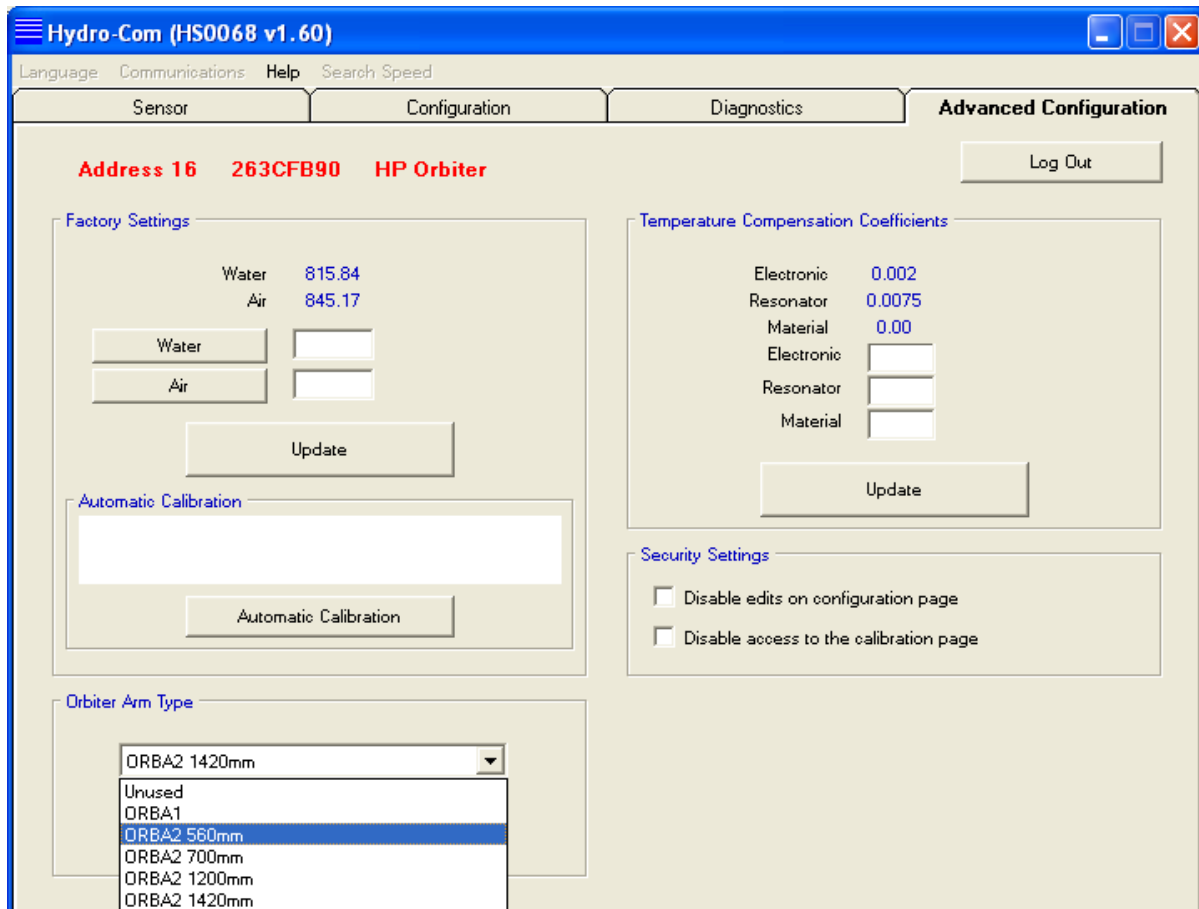 Hydro-Com (HS0068 v1.60)
Language Communications Help Search Speed
Sensor Configuration Diagnostics Advanced Configuration
Address 16 263CFB90 HP Orbiter
Log Out
Factory Settings
Water 815.84
Air 845.17
Water
Air
Update
Automatic Calibration
Automatic Calibration
Temperature Compensation Coefficients
Electronic 0.002
Resonator 0.0075
Material 0.00
Electronic
Resonator
Material
Update
Security Settings
Disable edits on configuration page
Disable access to the calibration page
Orbiter Arm Type
ORBA2 1420mm
Unused
ORBA1
ORBA2 560mm
ORBA2 700mm
ORBA2 1200mm
ORBA2 1420mm